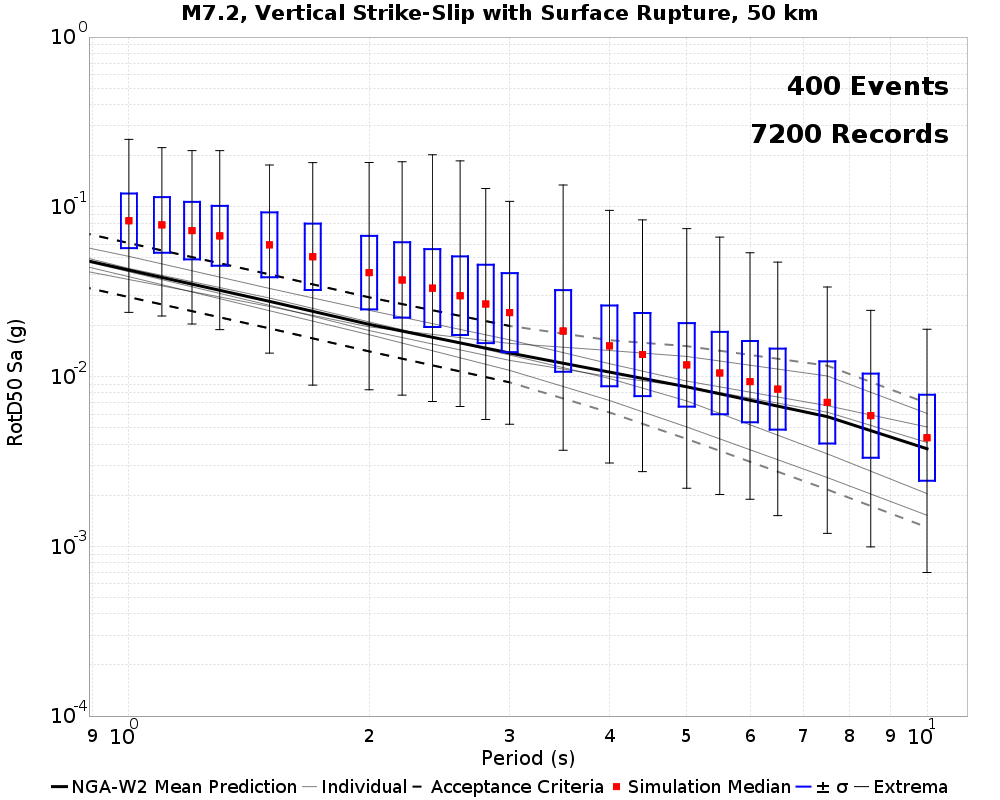 M7.2, Vertical Strike-Slip with Surface Rupture, 50 km
400 Events
7200 Records
RotD50 Sa (g)
10^0
10^-1
10^-2
10^-3
10^-4
9 10^0 2 3 4 5 6 7 8 9 10^1
Period (s)
NGA-W2 Mean Prediction Individual Acceptance Criteria Simulation Median ± σ Extrema